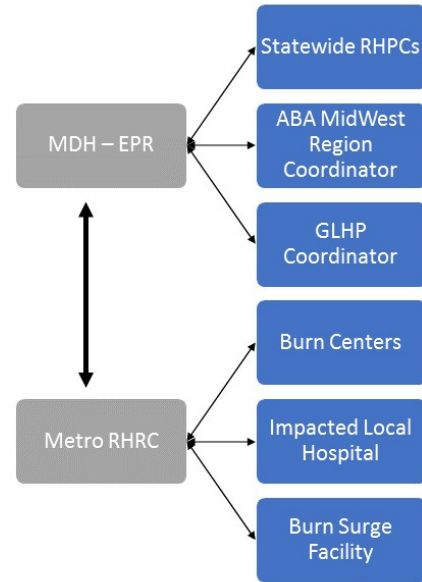 Statewide RHPCs
MDH – EPR
ABA MidWest
Region
Coordinator
GLHP
Coordinator
Burn Centers
Metro RHRC
Impacted Local
Hospital
Burn Surge
Facility